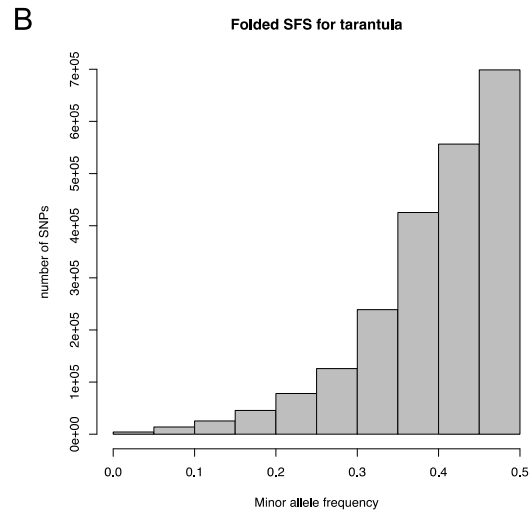 B
Folded SFS for tarantula
number of SNPs
7e+05
6e+05
5e+05
4e+05
3e+05
2e+05
1e+05
0e+00
0.0 0.1 0.2 0.3 0.4 0.5
Minor allele frequency